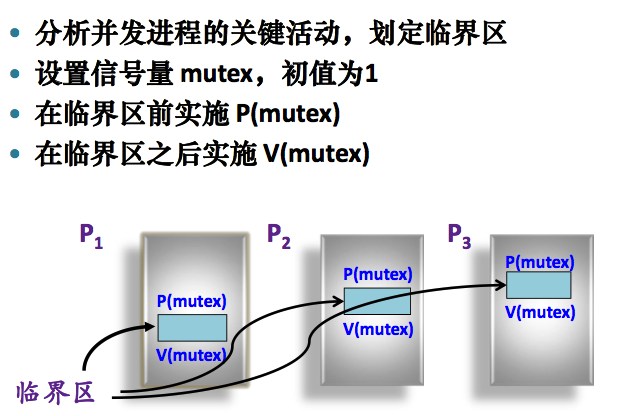 • 分析并发进程的关键活动，划定临界区
• 设置信号量 mutex，初值为1
• 在临界区前实施 P(mutex)
• 在临界区之后实施 V(mutex)
P1
P2
P3
P(mutex)
V(mutex)
P(mutex)
V(mutex)
P(mutex)
V(mutex)
临界区